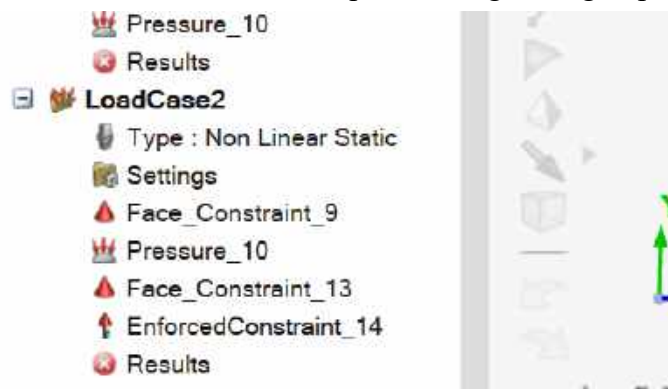 Pressure_10
Results
LoadCase2
Type : Non Linear Static
Settings
Face_Constraint_9
Pressure_10
Face_Constraint_13
EnforcedConstraint_14
Results